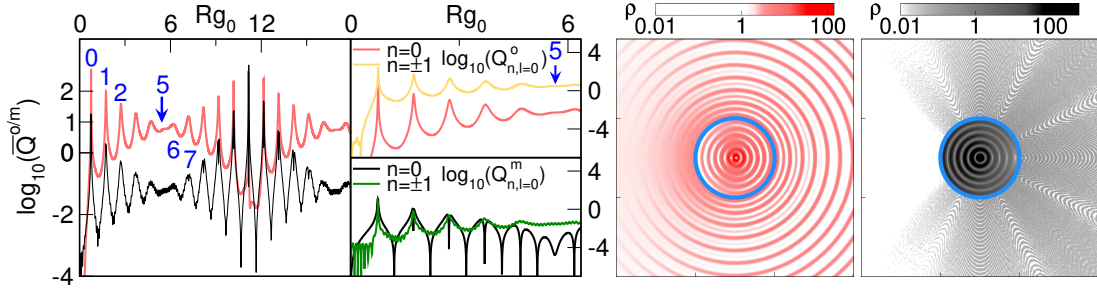 Rg₀
0 6 12
log₁₀(Q̅ᵒ/ᵐ)
2
1
0
-2
-4
0
1
2
5
6
7
Rg₀
0 6
n=0 log₁₀(Qᵒₙ,ₗ₌₀)
n=±1
5
4
0
-4
n=0 log₁₀(Qᵐₙ,ₗ₌₀)
n=±1
4
0
-4
ρ
0.01 1 100
ρ
0.01 1 100